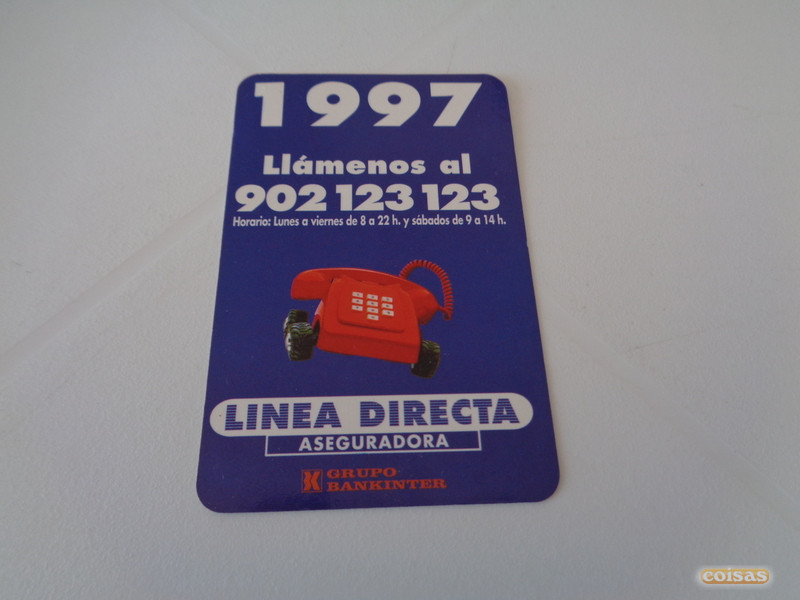 1997
Llámenos al
902 123 123
Horario: Lunes a viernes de 8 a 22 h. y sábados de 9 a 14 h.
LINEA DIRECTA
ASEGURADORA
GRUPO
BANKINTER
coisas